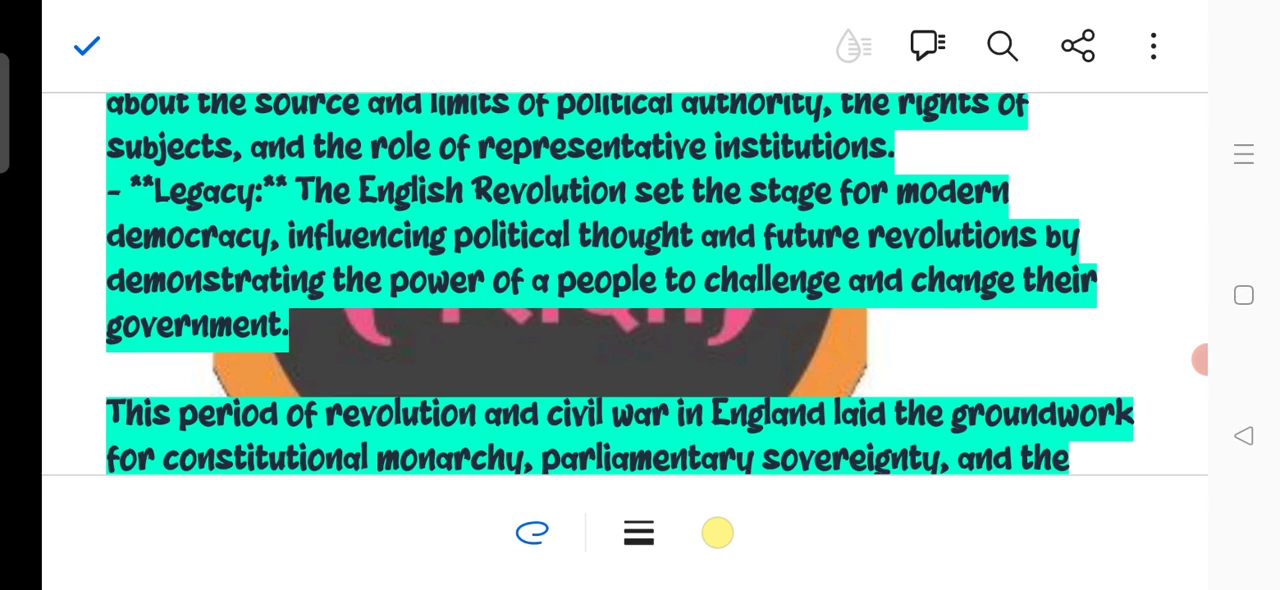 about the source and limits of political authority, the rights of
subjects, and the role of representative institutions.
- **Legacy:** The English Revolution set the stage for modern
democracy, influencing political thought and future revolutions by
demonstrating the power of a people to challenge and change their
government.
This period of revolution and civil war in England laid the groundwork
for constitutional monarchy, parliamentary sovereignty, and the